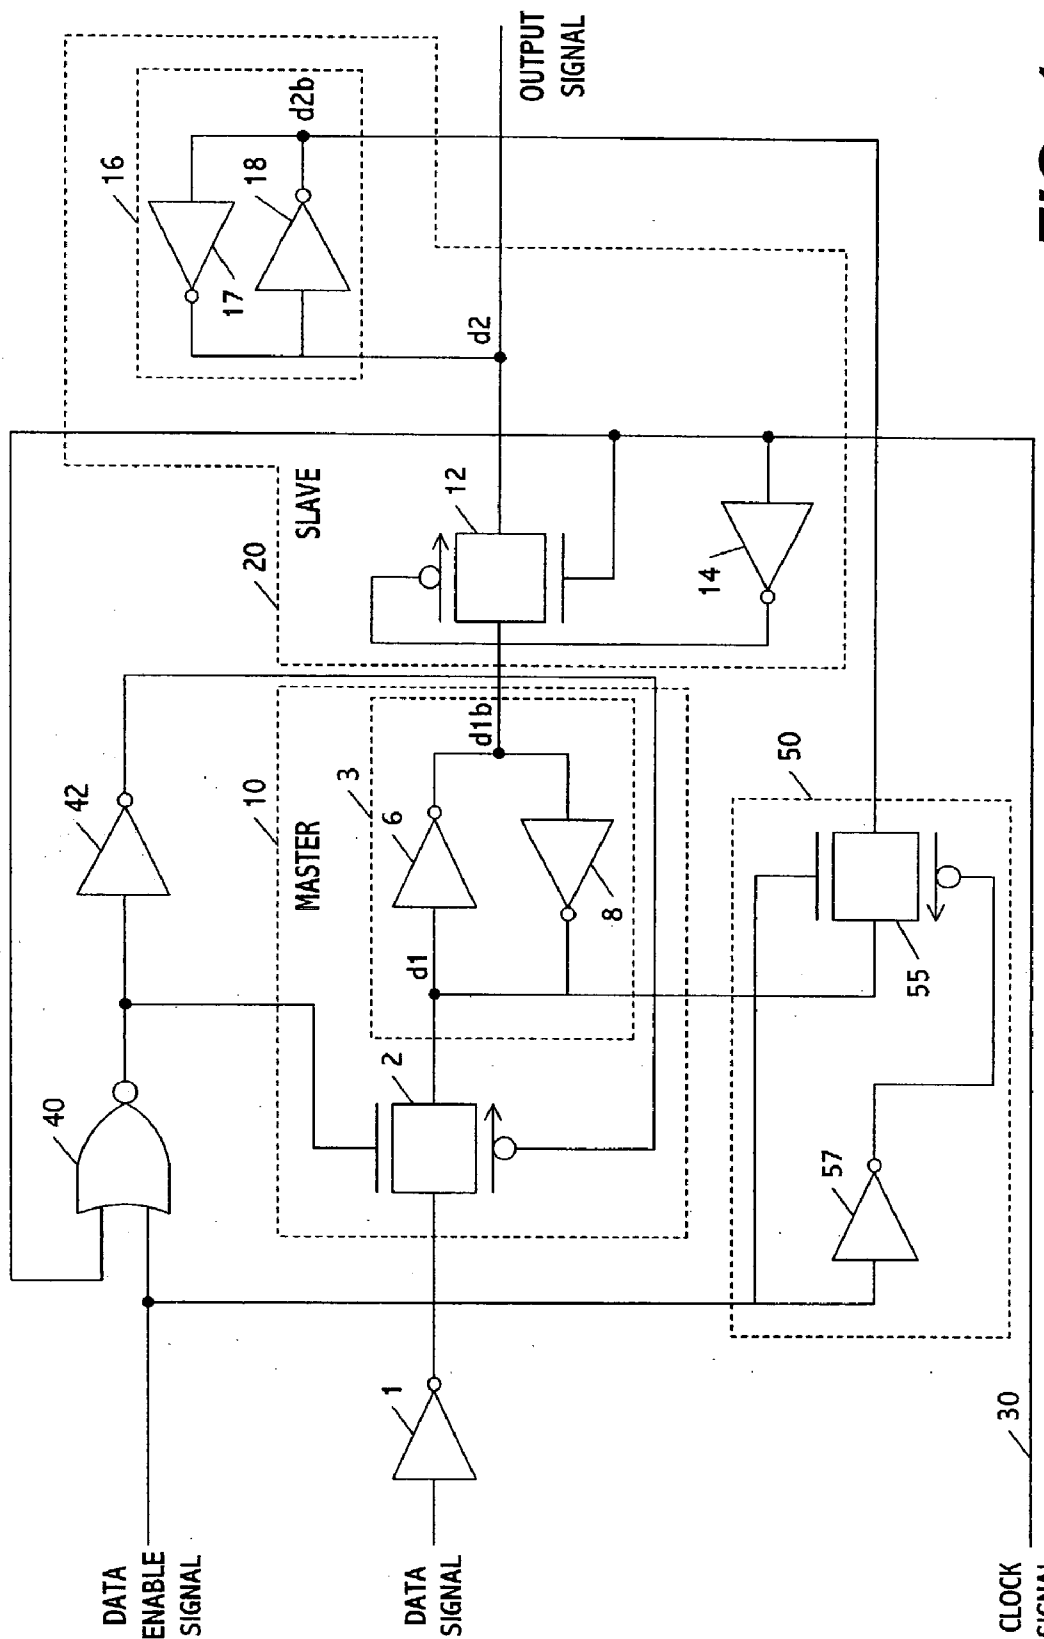 OUTPUT
SIGNAL
d2b
16
18
17
d2
SLAVE
12
20
14
d1b
42
10
3
6
50
MASTER
8
d1
55
2
40
57
1
30
DATA
ENABLE
SIGNAL
DATA
SIGNAL
CLOCK